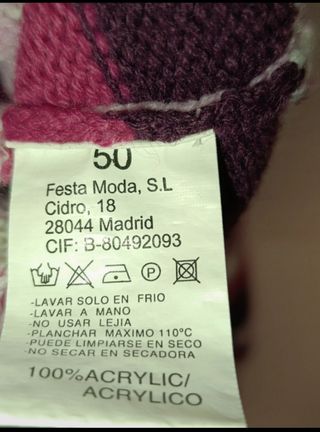 50
Festa Moda, S.L
Cidro, 18
28044 Madrid
CIF: B-80492093
-LAVAR SOLO EN FRIO
-LAVAR A MANO
-NO USAR LEJIA
-PLANCHAR MAXIMO 110ºC
-PUEDE LIMPIARSE EN SECO
-NO SECAR EN SECADORA
100%ACRYLIC/
ACRYLICO